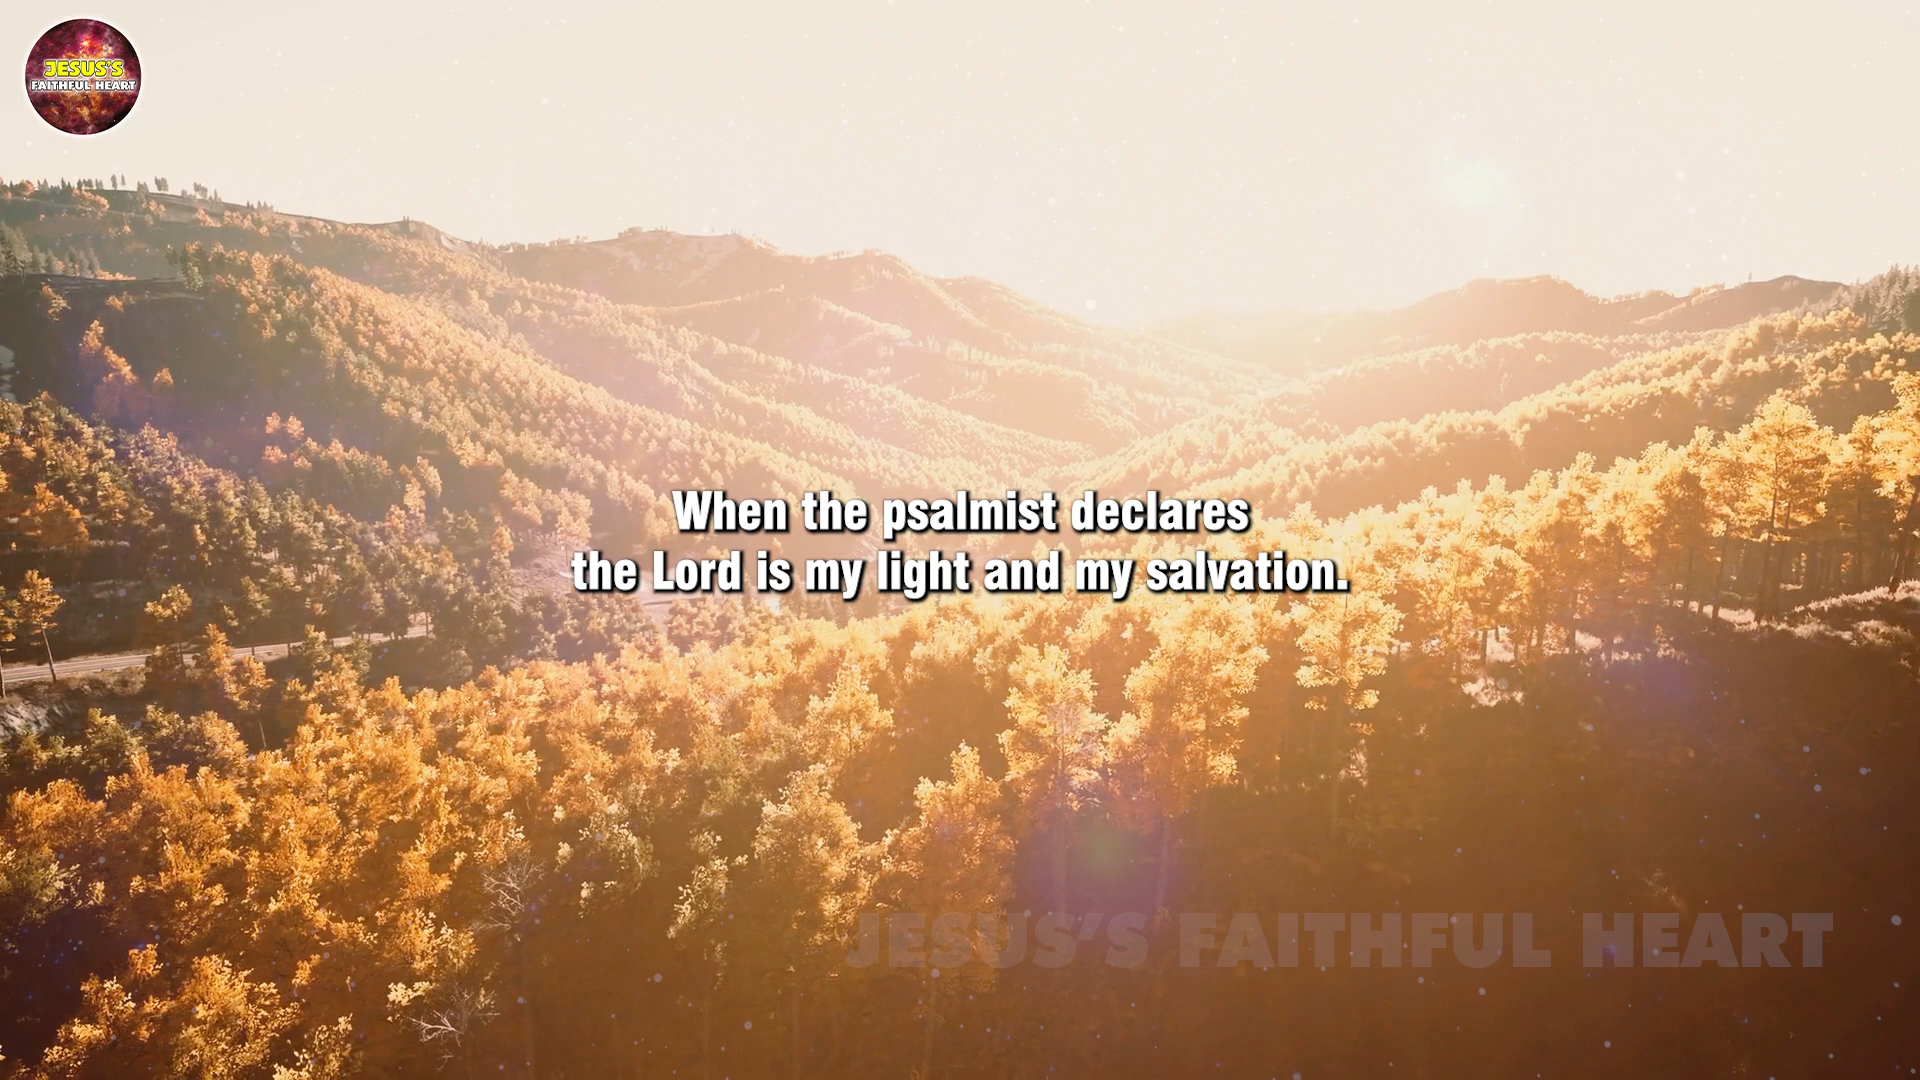 JESUS'S
FAITHFUL HEART
When the psalmist declares
the Lord is my light and my salvation.
JESUS'S FAITHFUL HEART